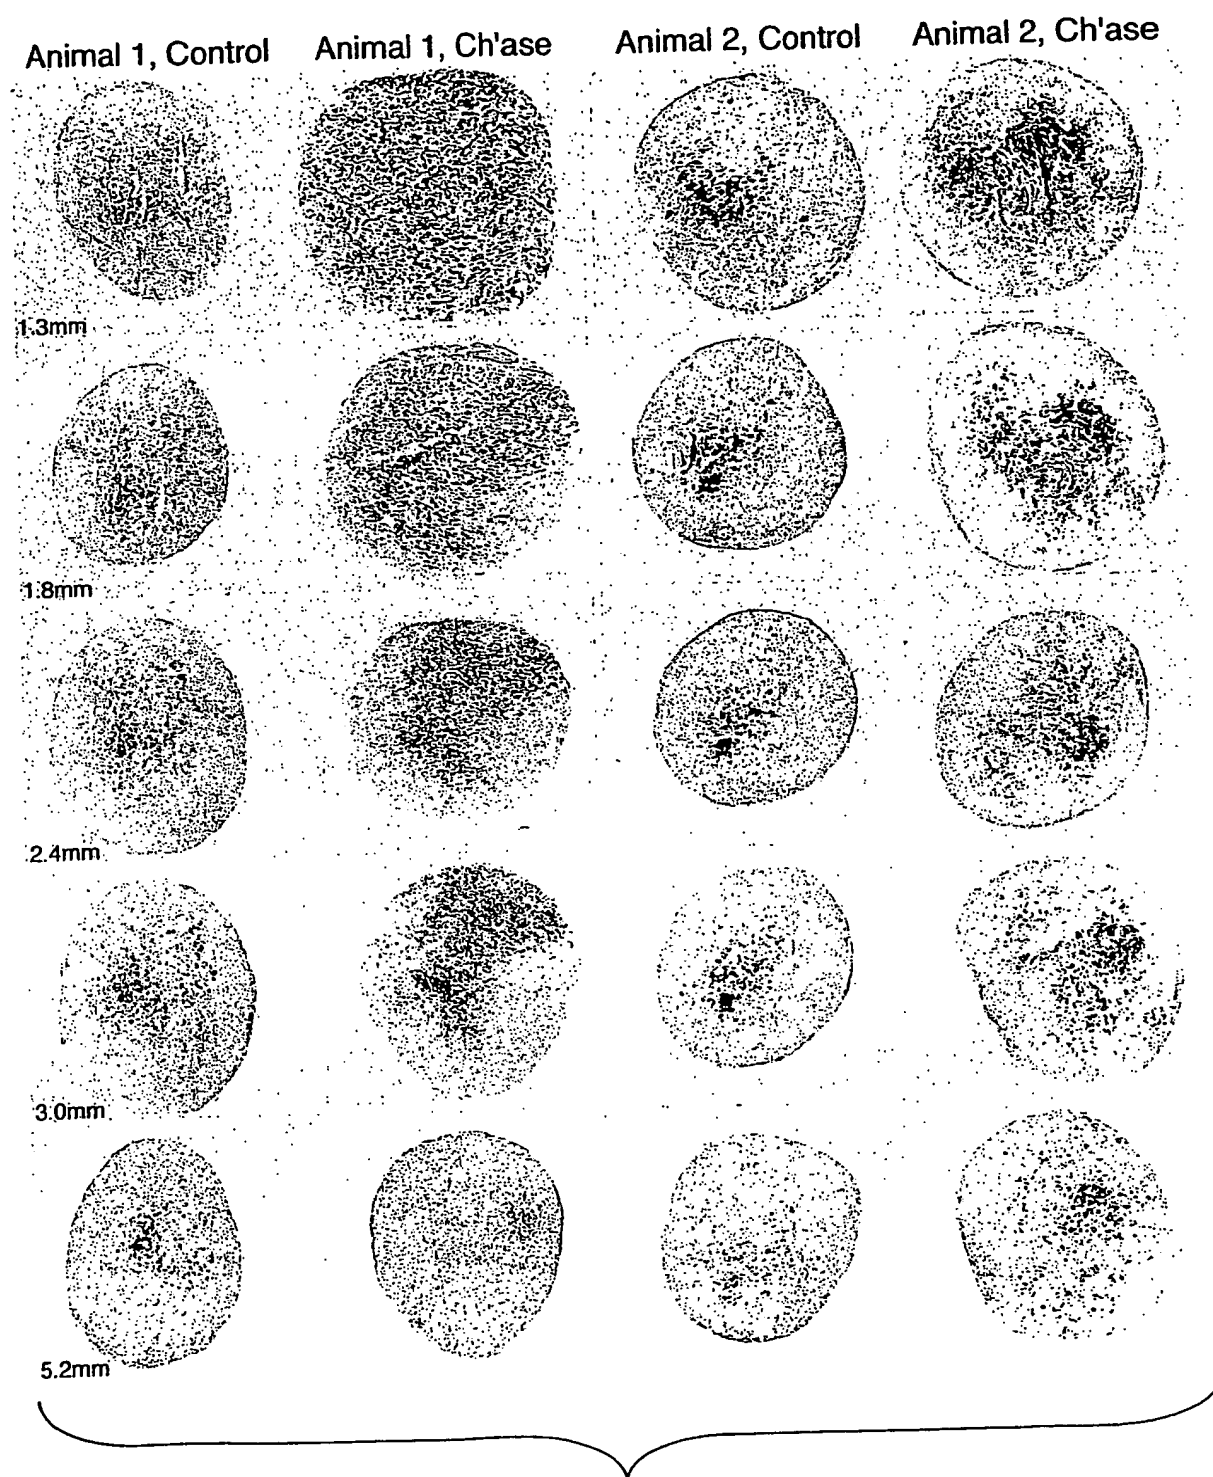 Animal 1, Control Animal 1, Ch'ase Animal 2, Control Animal 2, Ch'ase
1.3mm
1.8mm
2.4mm
3.0mm
5.2mm